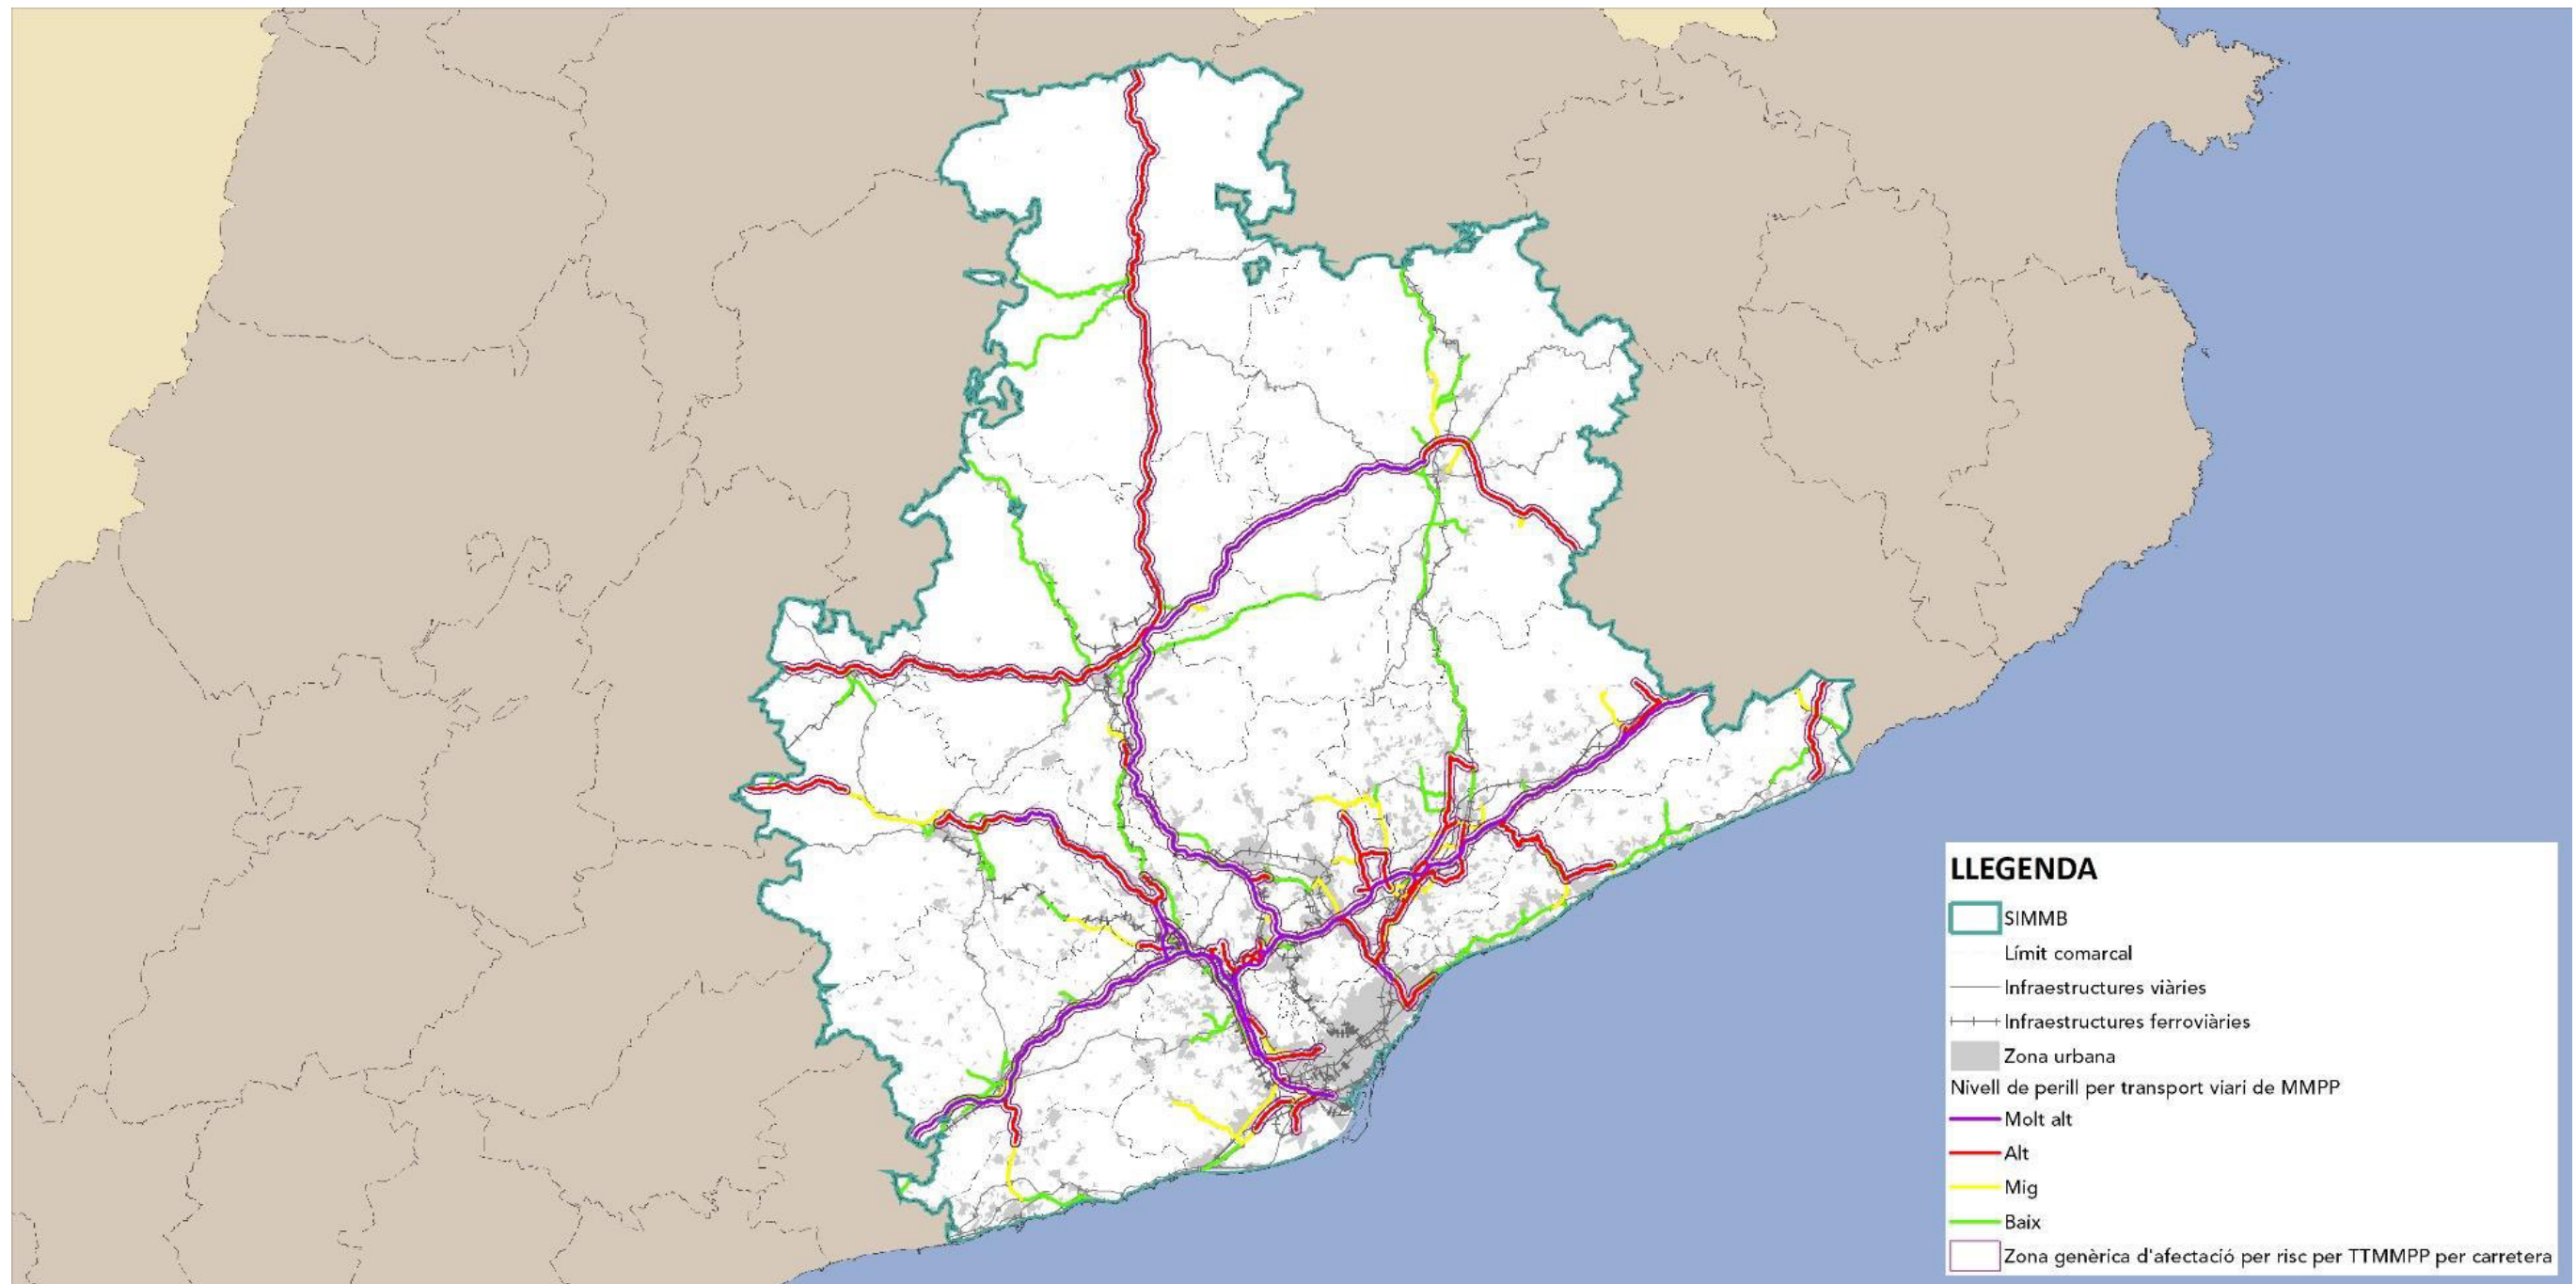 LLEGENDA
SIMMB
Límit comarcal
Infraestructures viàries
Infraestructures ferroviàries
Zona urbana
Nivell de perill per transport viari de MMPP
Molt alt
Alt
Mig
Baix
Zona genèrica d'afectació per risc per TTMMPP per carretera